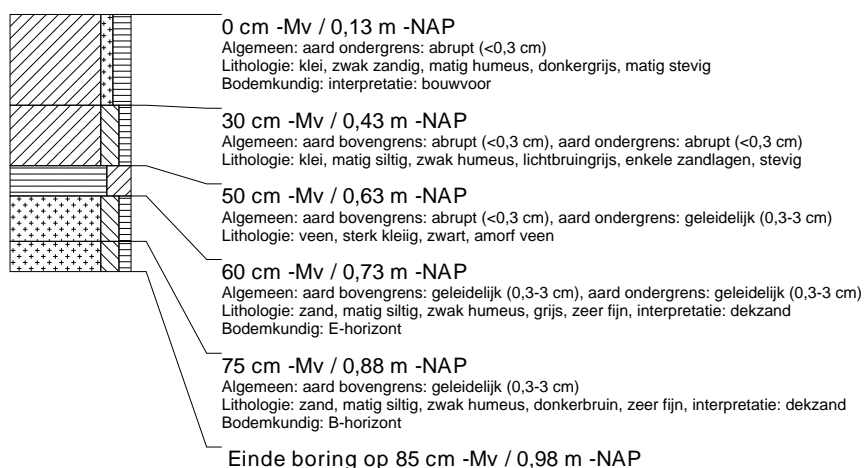 0 cm -Mv / 0,13 m -NAP
Algemeen: aard ondergrens: abrupt (<0,3 cm)
Lithologie: klei, zwak zandig, matig humeus, donkergrijs, matig stevig
Bodemkundig: interpretatie: bouwvoor
30 cm -Mv / 0,43 m -NAP
Algemeen: aard bovengrens: abrupt (<0,3 cm), aard ondergrens: abrupt (<0,3 cm)
Lithologie: klei, matig siltig, zwak humeus, lichtbruingrijs, enkele zandlagen, stevig
50 cm -Mv / 0,63 m -NAP
Algemeen: aard bovengrens: abrupt (<0,3 cm), aard ondergrens: geleidelijk (0,3-3 cm)
Lithologie: veen, sterk kleiig, zwart, amorf veen
60 cm -Mv / 0,73 m -NAP
Algemeen: aard bovengrens: geleidelijk (0,3-3 cm), aard ondergrens: geleidelijk (0,3-3 cm)
Lithologie: zand, matig siltig, zwak humeus, grijs, zeer fijn, interpretatie: dekzand
Bodemkundig: E-horizont
75 cm -Mv / 0,88 m -NAP
Algemeen: aard bovengrens: geleidelijk (0,3-3 cm)
Lithologie: zand, matig siltig, zwak humeus, donkerbruin, zeer fijn, interpretatie: dekzand
Bodemkundig: B-horizont
Einde boring op 85 cm -Mv / 0,98 m -NAP